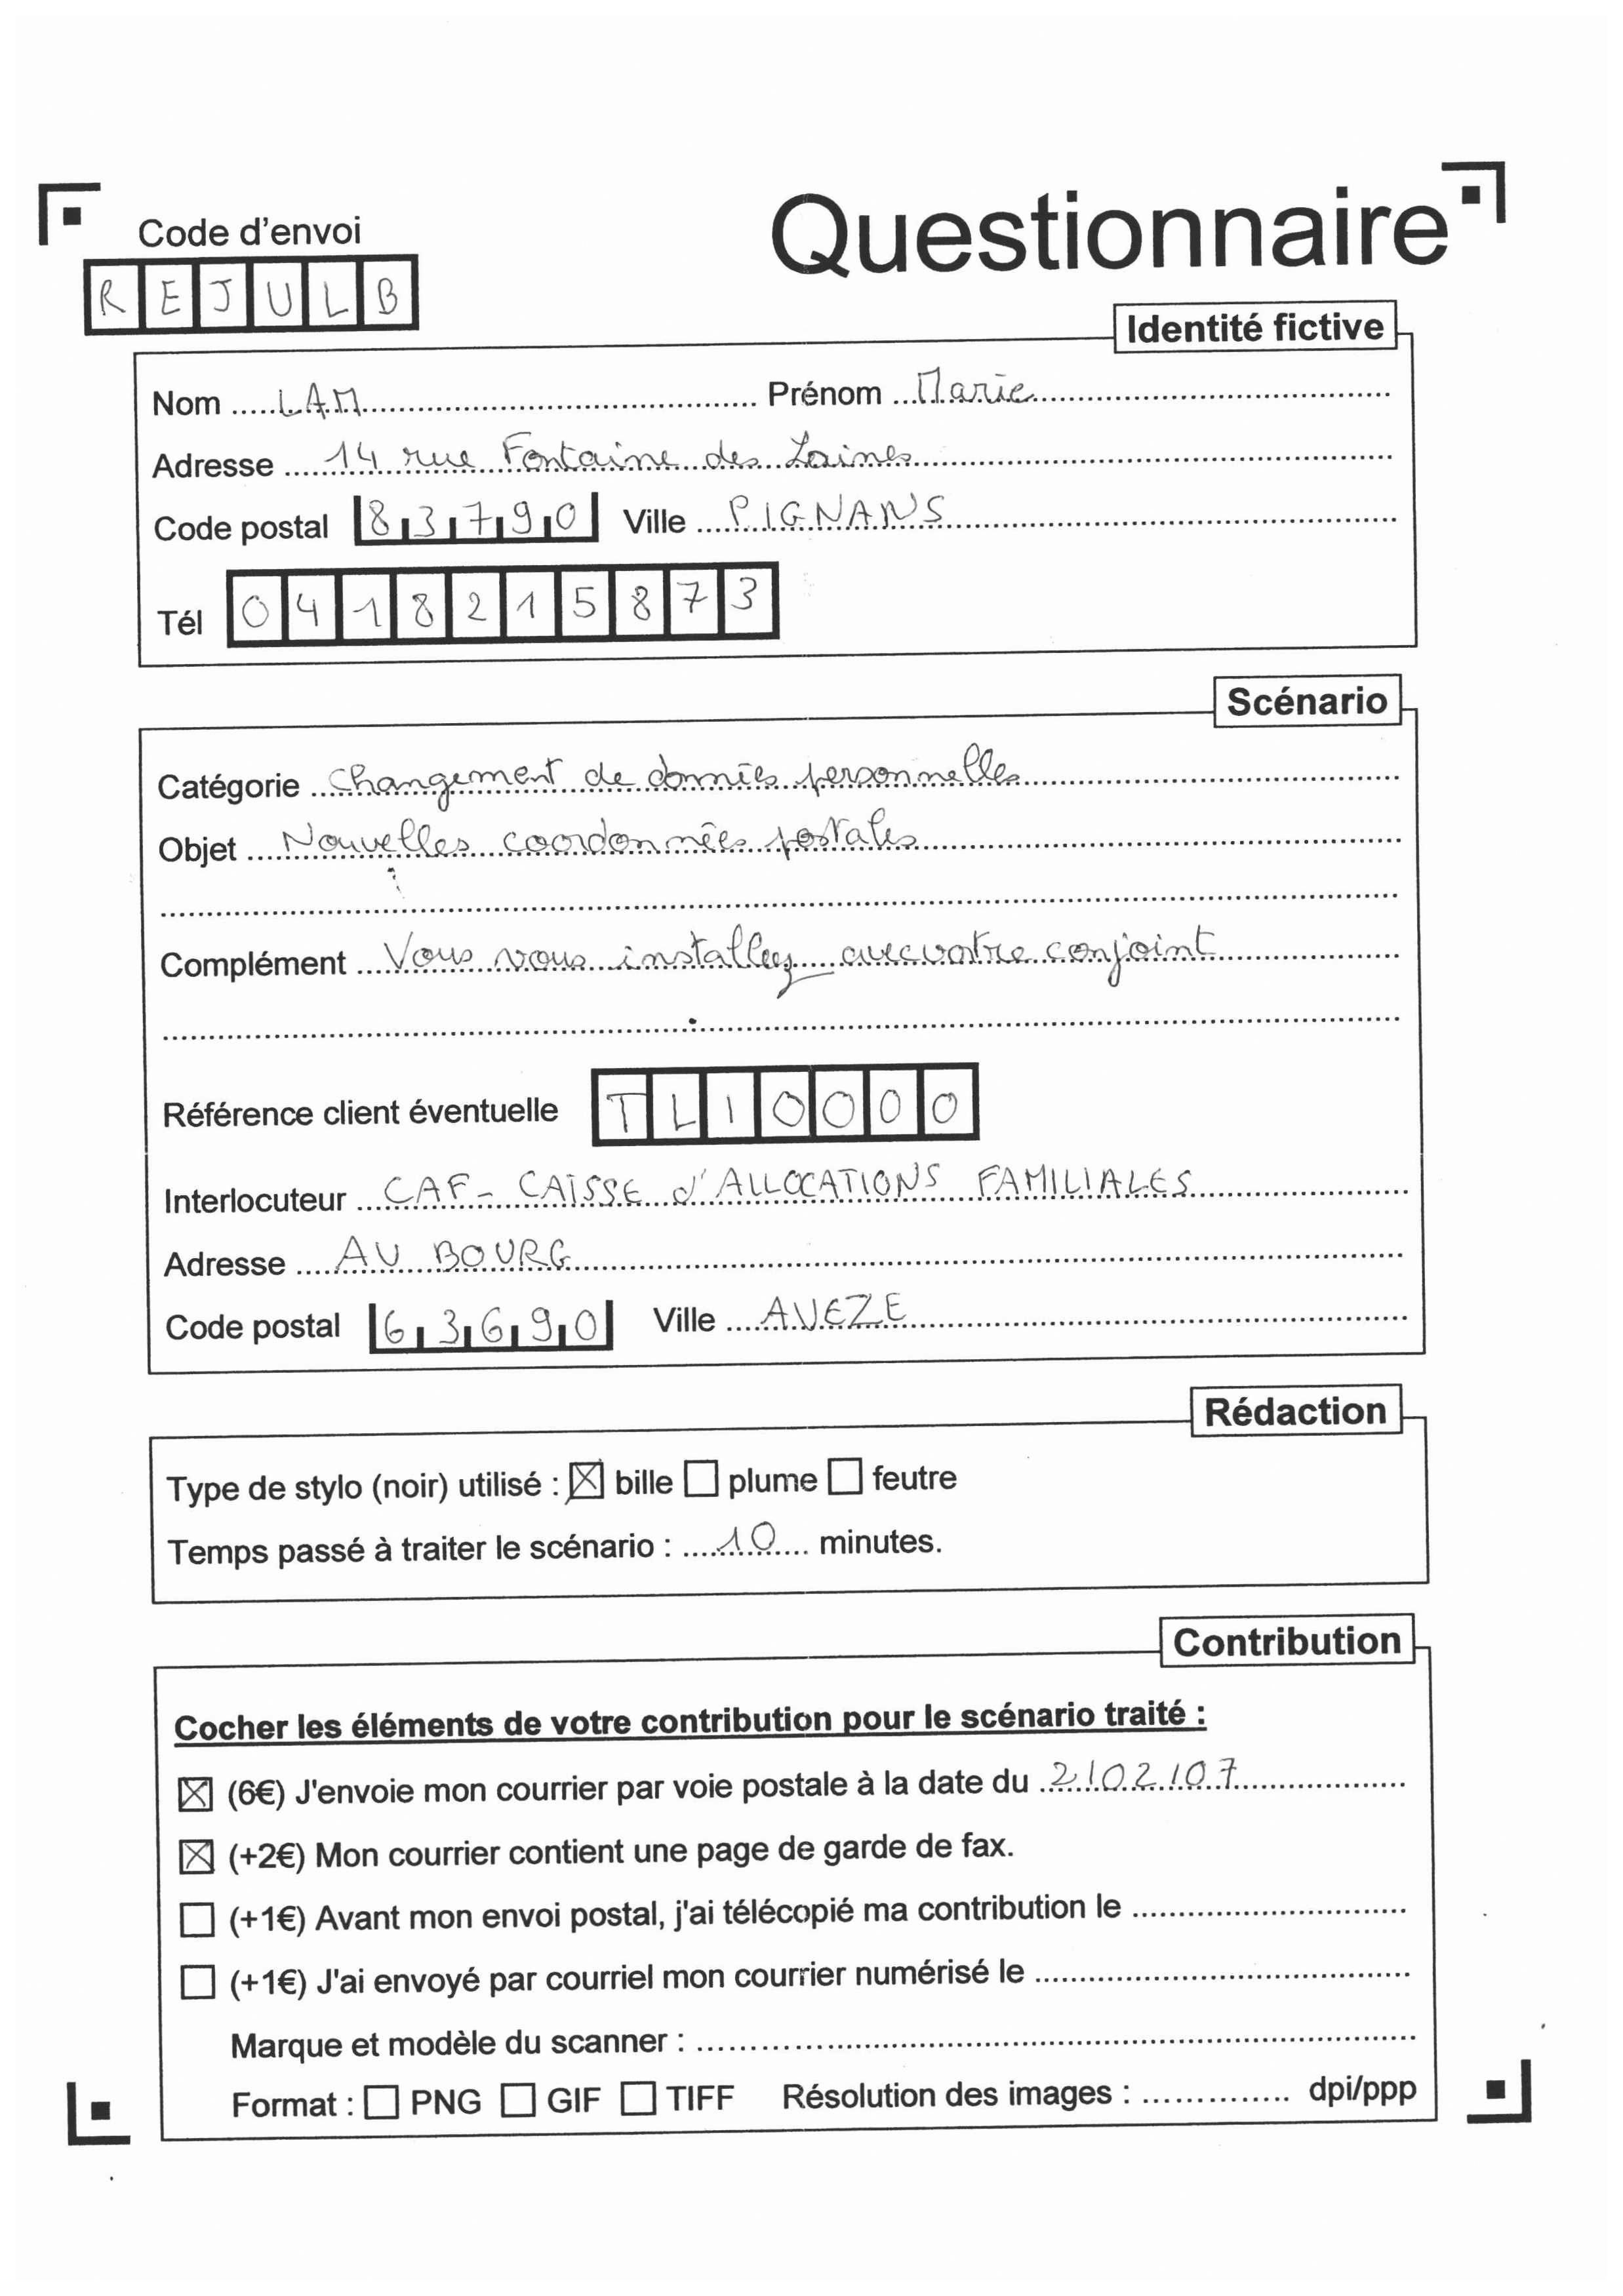 Questionnaire
Code d'envoi
REJULB
Identité fictive
Nom LAM Prénom Marie
Adresse 14 rue Fontaine des Laines
Code postal 83790 Ville PIGNANS
Tél 0418215873
Scénario
Catégorie changement de données personnelles
Objet Nouvelles coordonnées postales
Complément Vous vous installez avec votre conjoint
Référence client éventuelle TL10000
Interlocuteur CAF - CAISSE d'ALLOCATIONS FAMILIALES
Adresse AU BOURG
Code postal 63690 Ville AVEZE
Rédaction
Type de stylo (noir) utilisé : ☒ bille ☐ plume ☐ feutre
Temps passé à traiter le scénario : 10 minutes.
Contribution
Cocher les éléments de votre contribution pour le scénario traité :
☒ (6€) J'envoie mon courrier par voie postale à la date du 2/02/07
☒ (+2€) Mon courrier contient une page de garde de fax.
☐ (+1€) Avant mon envoi postal, j'ai télécopié ma contribution le
☐ (+1€) J'ai envoyé par courriel mon courrier numérisé le
Marque et modèle du scanner :
Format : ☐ PNG ☐ GIF ☐ TIFF Résolution des images : dpi/ppp